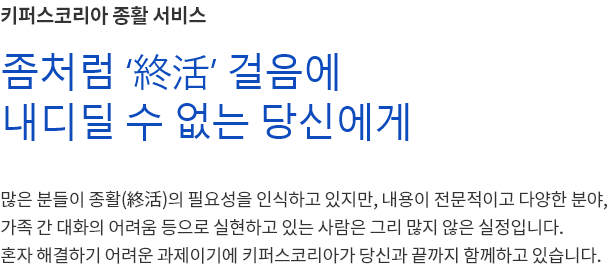 키퍼스코리아 종활 서비스
좀처럼 ‘終活’ 걸음에
내디딜 수 없는 당신에게
많은 분들이 종활(終活)의 필요성을 인식하고 있지만, 내용이 전문적이고 다양한 분야,
가족 간 대화의 어려움 등으로 실현하고 있는 사람은 그리 많지 않은 실정입니다.
혼자 해결하기 어려운 과제이기에 키퍼스코리아가 당신과 끝까지 함께하고 있습니다.